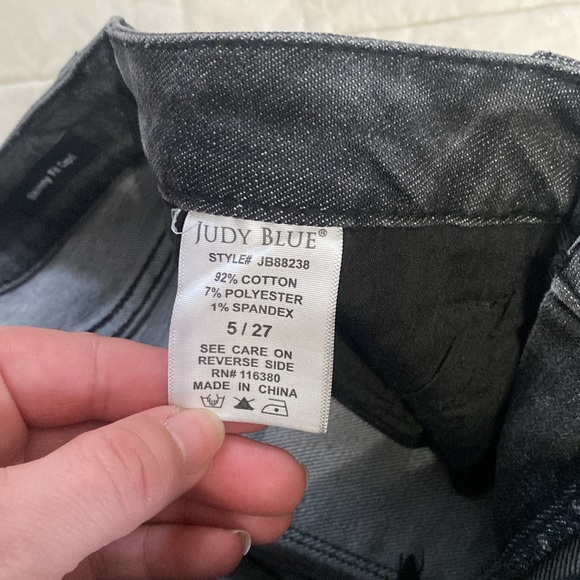 JUDY BLUE®
STYLE# JB88238
92% COTTON
7% POLYESTER
1% SPANDEX
5 / 27
SEE CARE ON
REVERSE SIDE
RN# 116380
MADE IN CHINA
Fit